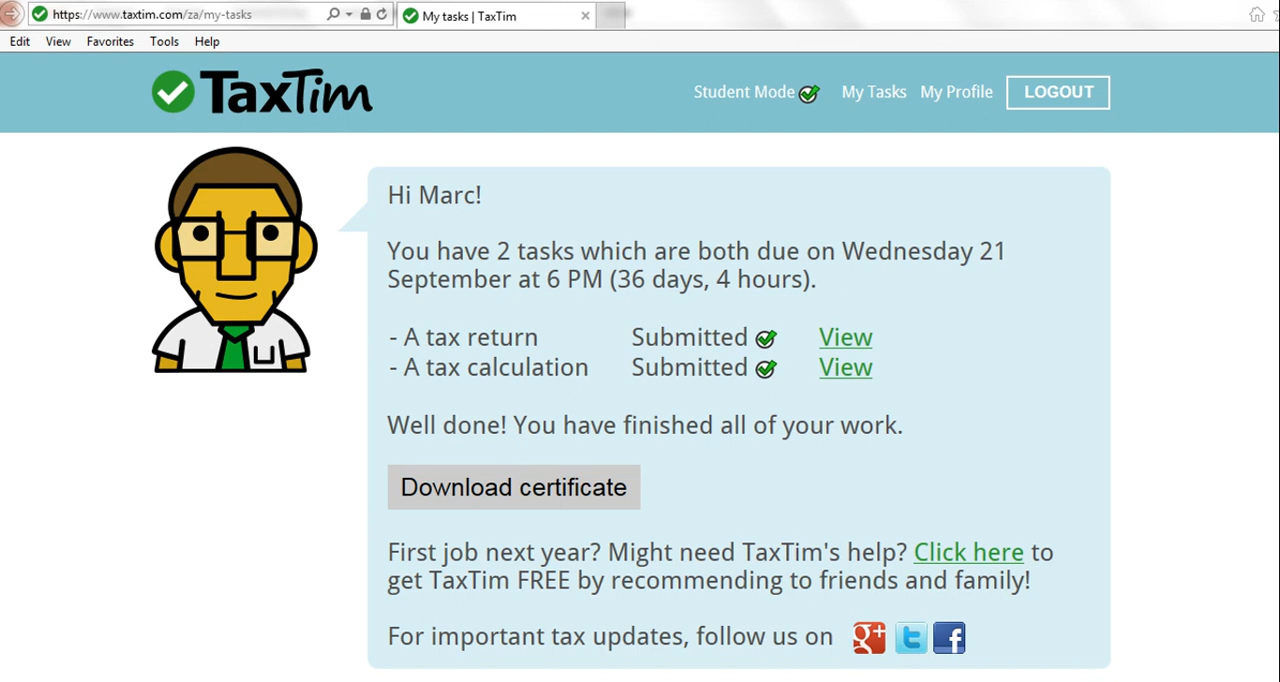 https://www.taxtim.com/za/my-tasks
My tasks | TaxTim
Edit View Favorites Tools Help
TaxTim
Student Mode My Tasks My Profile LOGOUT
Hi Marc!
You have 2 tasks which are both due on Wednesday 21
September at 6 PM (36 days, 4 hours).
- A tax return Submitted View
- A tax calculation Submitted View
Well done! You have finished all of your work.
Download certificate
First job next year? Might need TaxTim's help? Click here to
get TaxTim FREE by recommending to friends and family!
For important tax updates, follow us on g+ t f